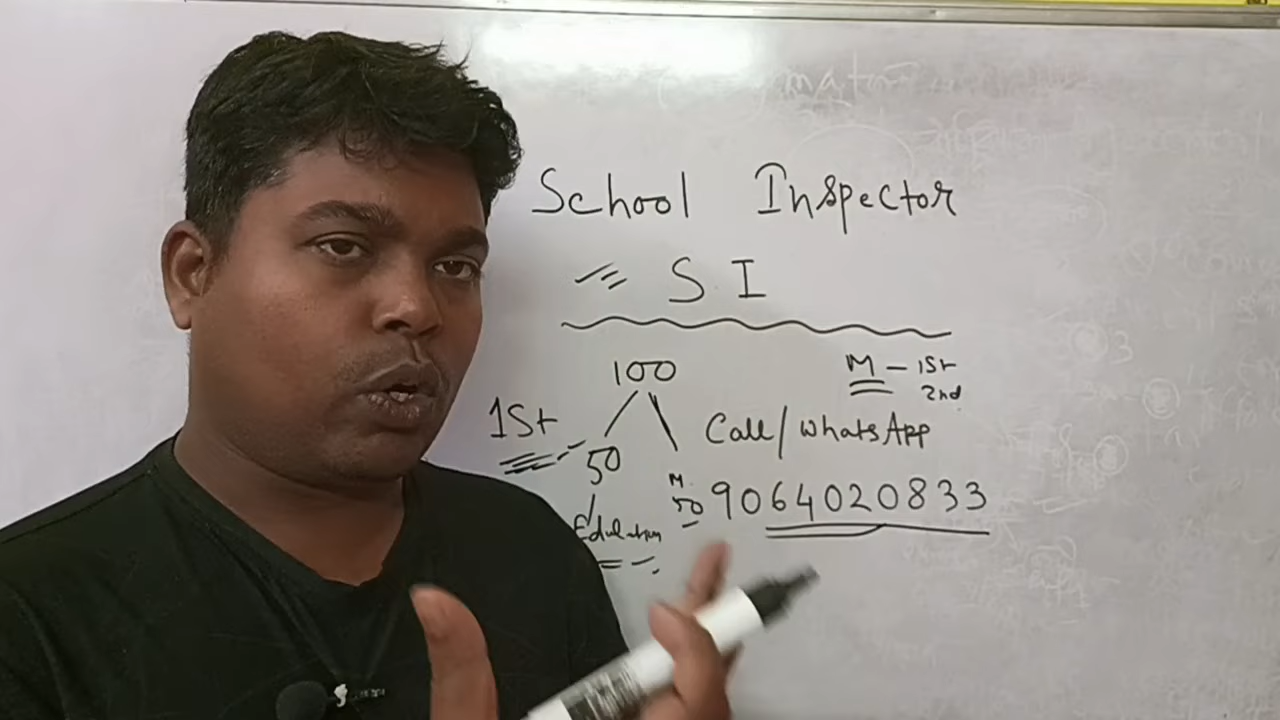 School Inspector
S I
100
M - 1st
2nd
1St
50
Call/WhatsApp
M.
50
9064020833
Education